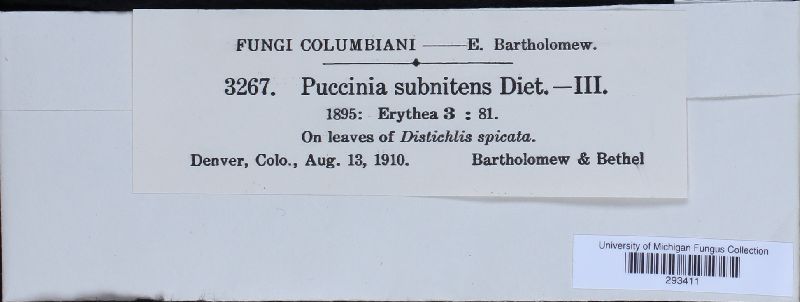 FUNGI COLUMBIANI —— E. Bartholomew.
3267. Puccinia subnitens Diet.—III.
1895: Erythea 3 : 81.
On leaves of Distichlis spicata.
Denver, Colo., Aug. 13, 1910. Bartholomew & Bethel
University of Michigan Fungus Collection
293411